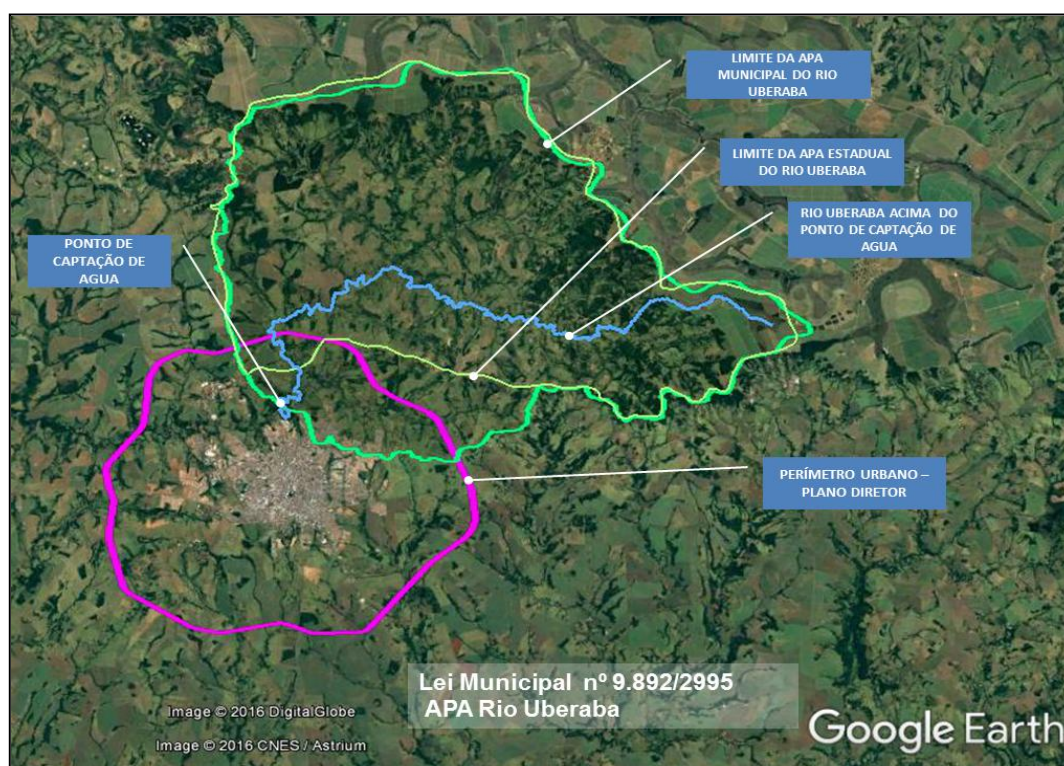 LIMITE DA APA
MUNICIPAL DO RIO
UBERABA
LIMITE DA APA ESTADUAL
DO RIO UBERABA
RIO UBERABA ACIMA DO
PONTO DE CAPTAÇÃO DE
AGUA
PONTO DE
CAPTAÇÃO DE
AGUA
PERÍMETRO URBANO –
PLANO DIRETOR
Lei Municipal nº 9.892/2995
APA Rio Uberaba
Image © 2016 DigitalGlobe
Image © 2016 CNES / Astrium
Google Earth